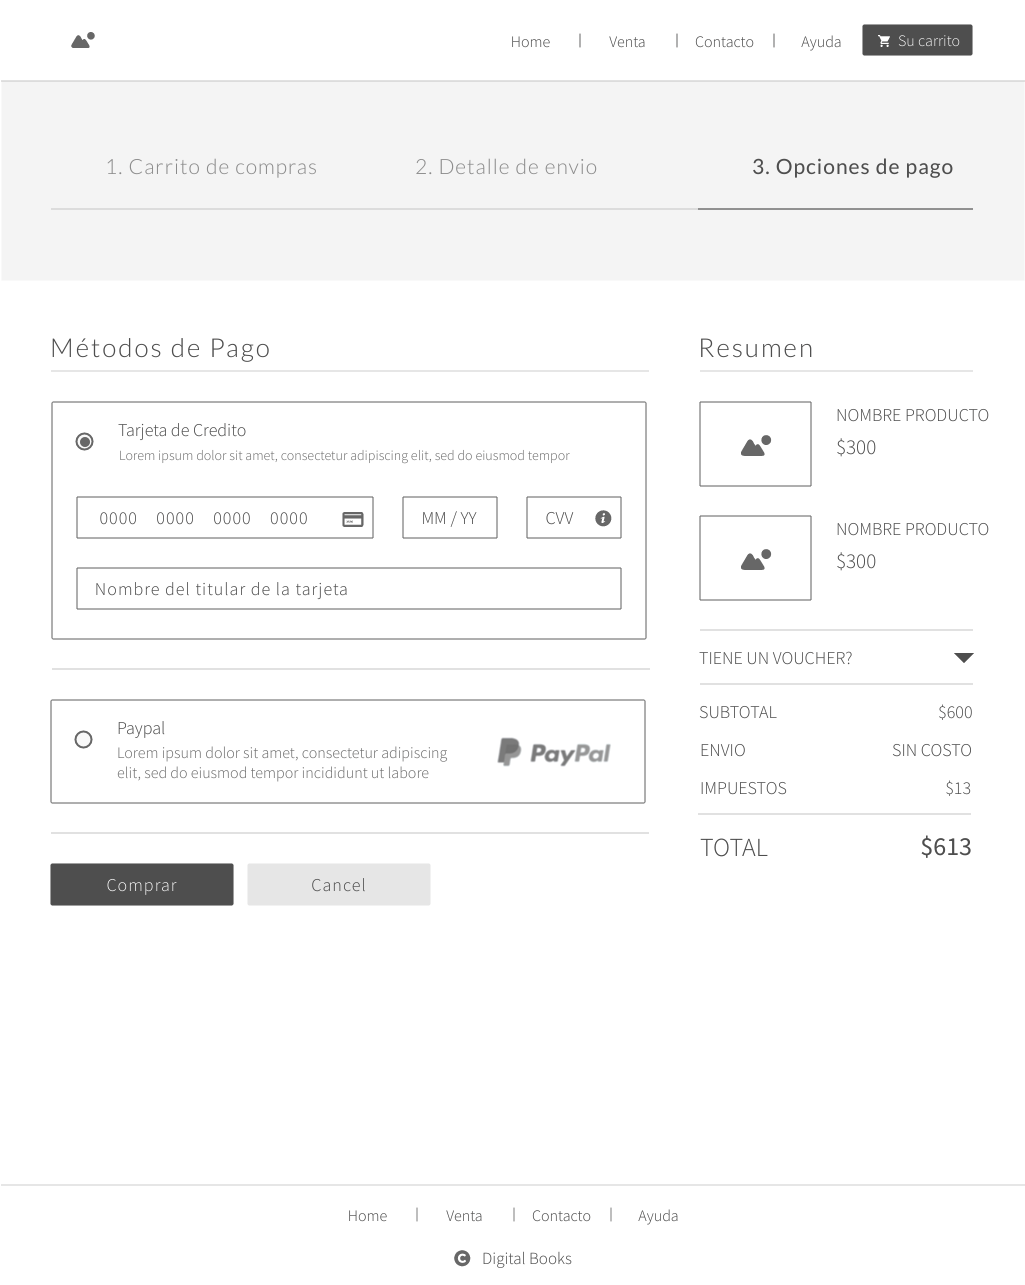 Home | Venta | Contacto | Ayuda Su carrito
1. Carrito de compras 2. Detalle de envio 3. Opciones de pago
Métodos de Pago
Tarjeta de Credito
Lorem ipsum dolor sit amet, consectetur adipiscing elit, sed do eiusmod tempor
0000 0000 0000 0000 MM / YY CVV
Nombre del titular de la tarjeta
Paypal
Lorem ipsum dolor sit amet, consectetur adipiscing
elit, sed do eiusmod tempor incididunt ut labore
PayPal
Comprar Cancel
Resumen
NOMBRE PRODUCTO
$300
NOMBRE PRODUCTO
$300
TIENE UN VOUCHER?
SUBTOTAL $600
ENVIO SIN COSTO
IMPUESTOS $13
TOTAL $613
Home | Venta | Contacto | Ayuda
© Digital Books